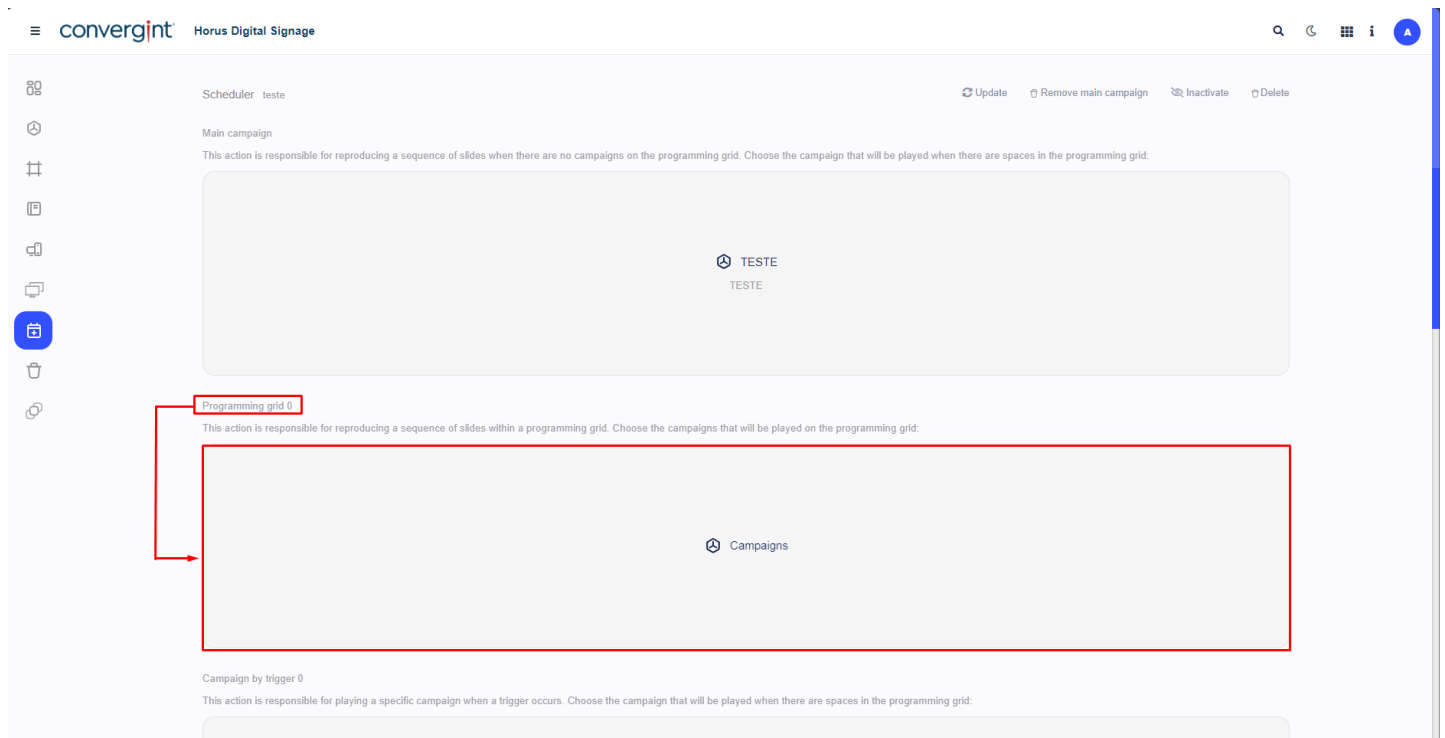 convergint Horus Digital Signage
i
A
Scheduler teste
Update Remove main campaign Inactivate Delete
Main campaign
This action is responsible for reproducing a sequence of slides when there are no campaigns on the programming grid. Choose the campaign that will be played when there are spaces in the programming grid:
TESTE
TESTE
Programming grid 0
This action is responsible for reproducing a sequence of slides within a programming grid. Choose the campaigns that will be played on the programming grid:
Campaigns
Campaign by trigger 0
This action is responsible for playing a specific campaign when a trigger occurs. Choose the campaign that will be played when there are spaces in the programming grid: